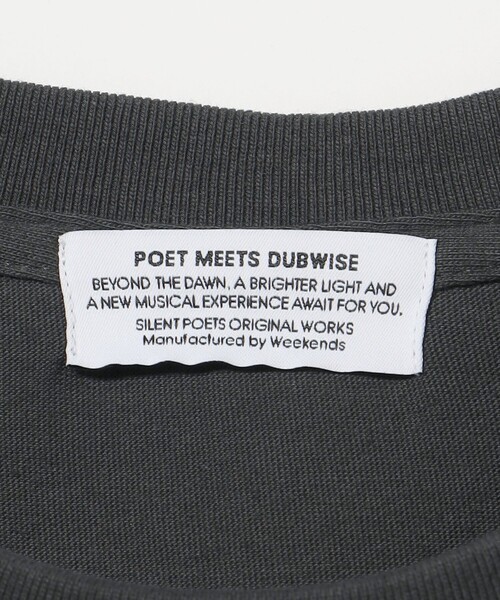 POET MEETS DUBWISE
BEYOND THE DAWN, A BRIGHTER LIGHT AND
A NEW MUSICAL EXPERIENCE AWAIT FOR YOU.
SILENT POETS ORIGINAL WORKS
Manufactured by Weekends